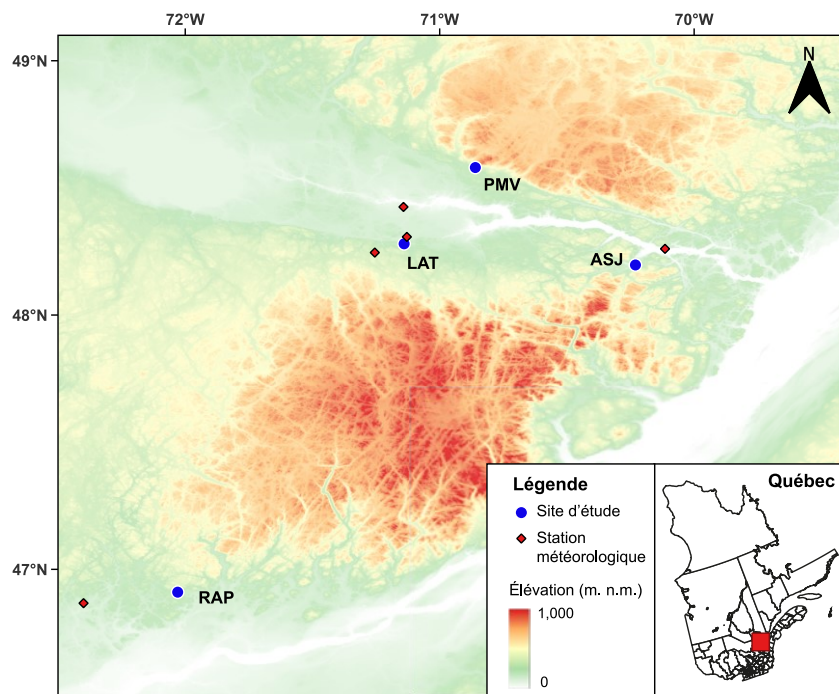 72°W 71°W 70°W
49°N
N
PMV
LAT
ASJ
48°N
47°N
RAP
Légende
Site d'étude
Station
météorologique
Élévation (m. n.m.)
1,000
0
Québec